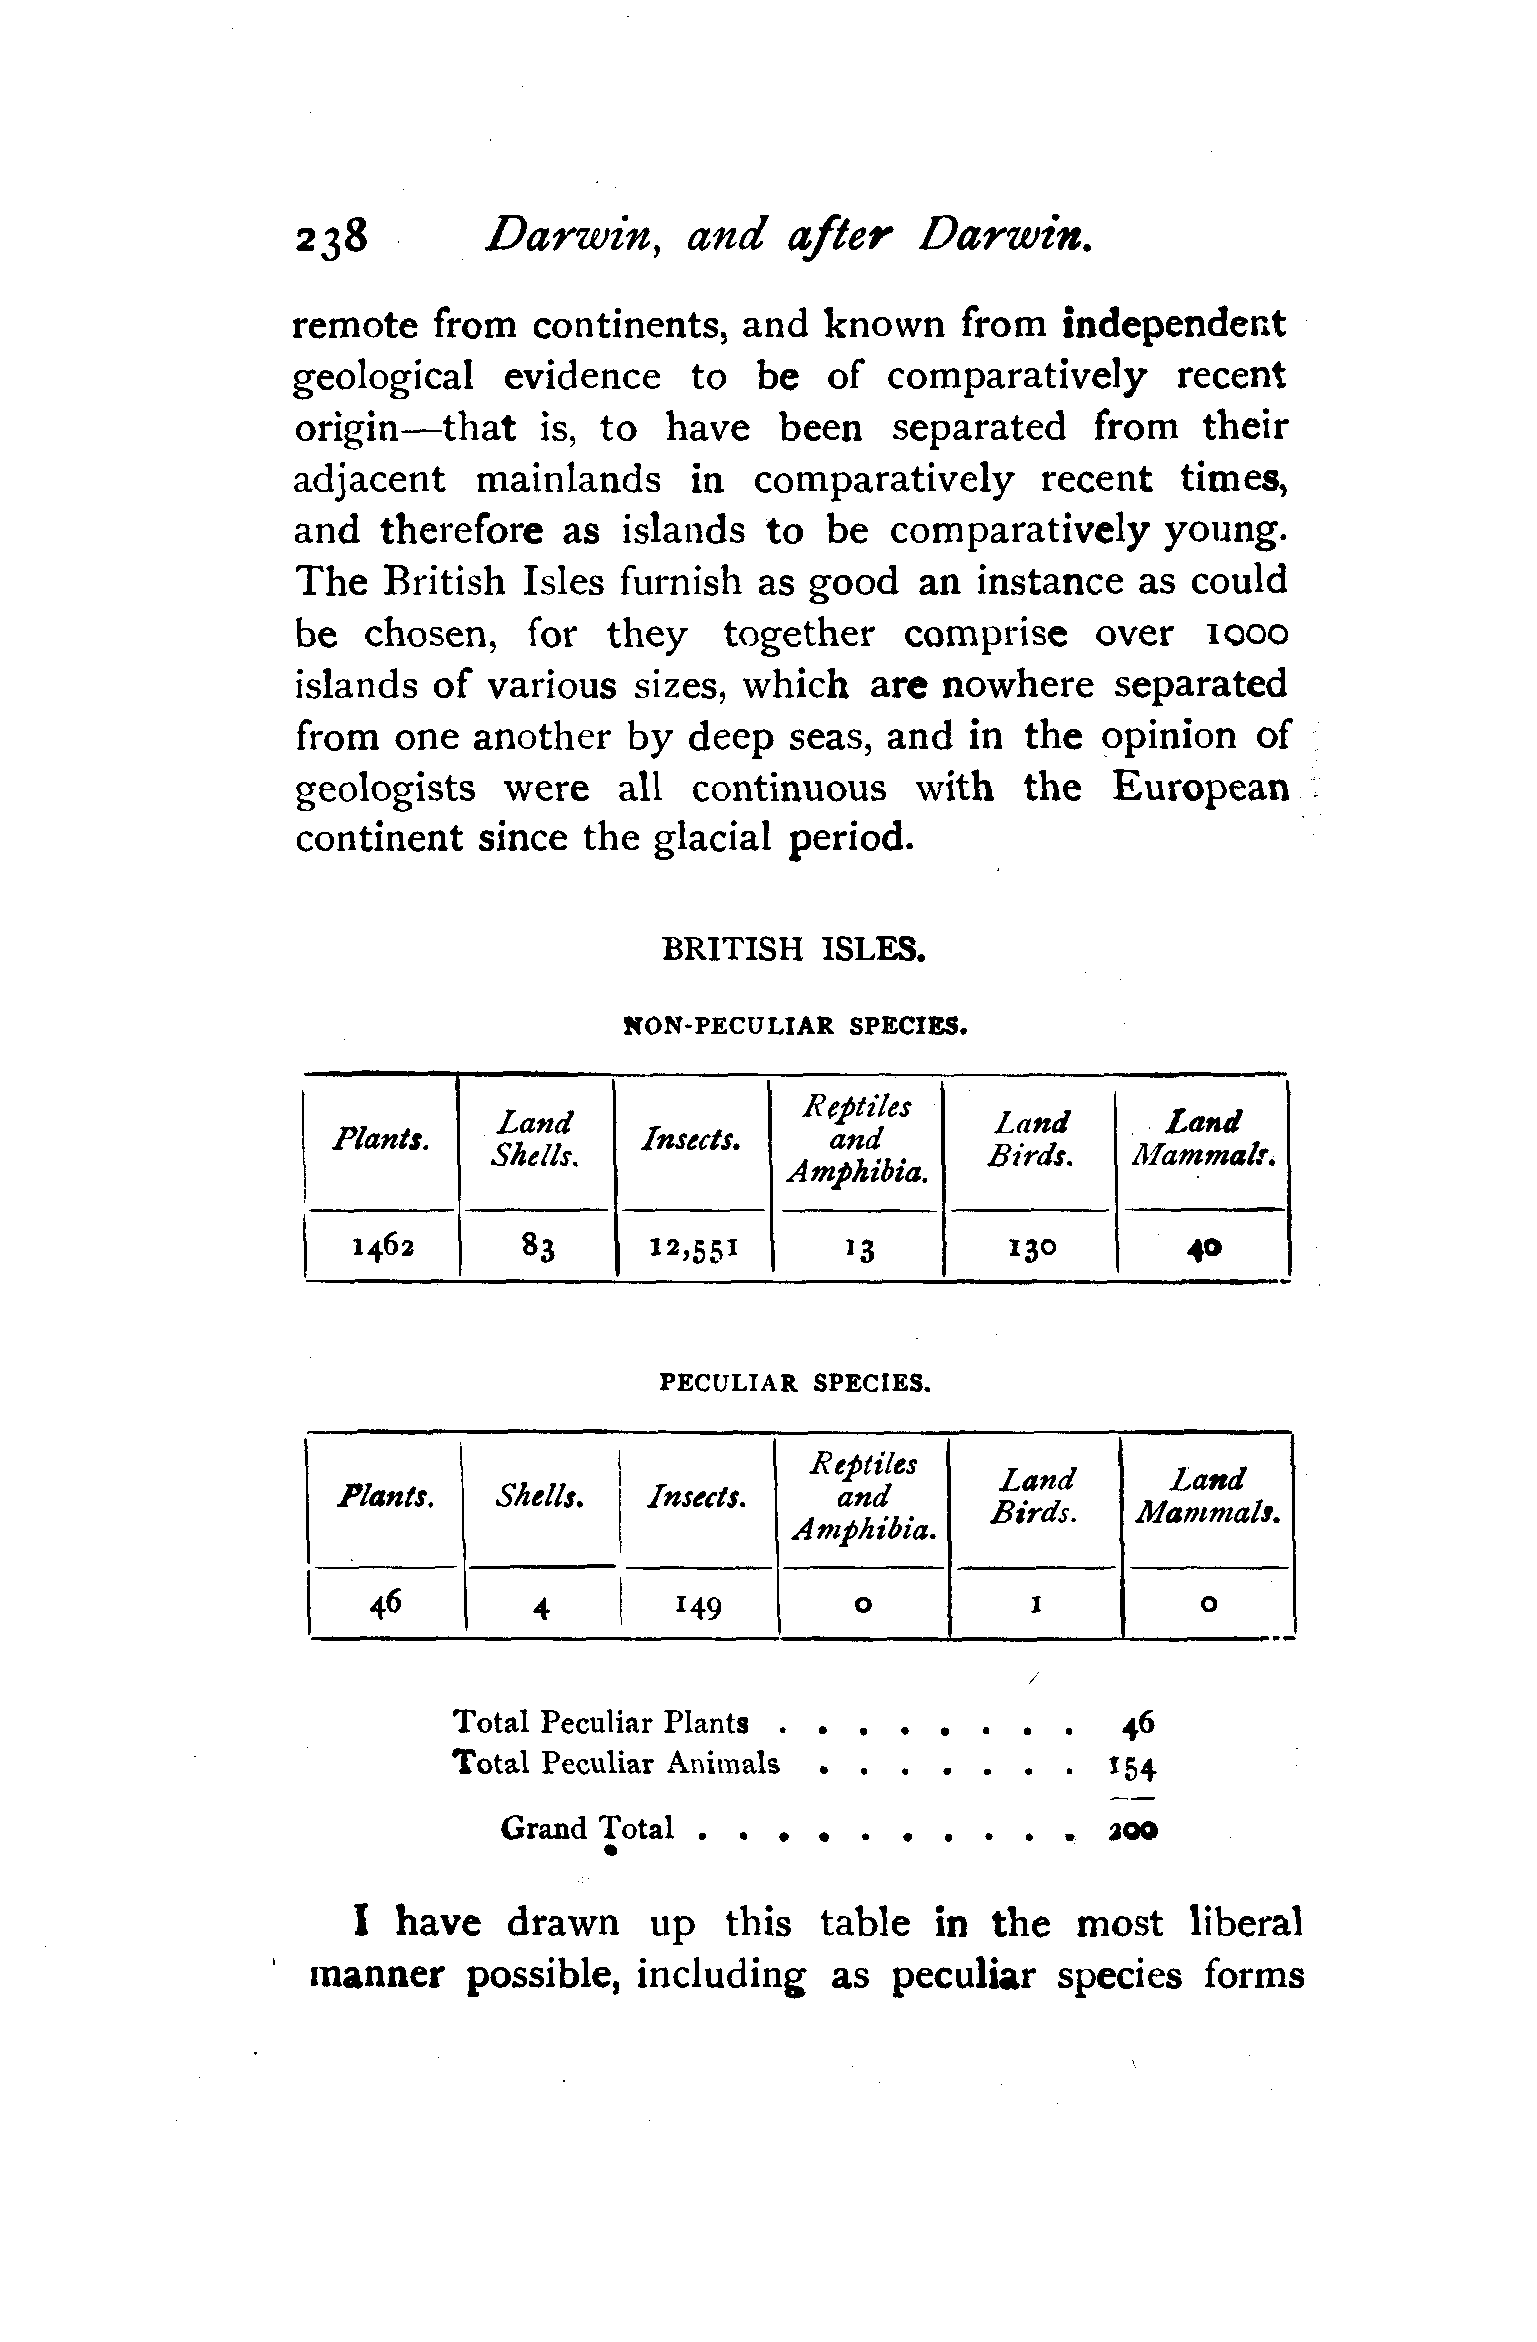 238 Darwin, and after Darwin.
remote from continents, and known from independent
geological evidence to be of comparatively recent
origin—that is, to have been separated from their
adjacent mainlands in comparatively recent times,
and therefore as islands to be comparatively young.
The British Isles furnish as good an instance as could
be chosen, for they together comprise over 1000
islands of various sizes, which are nowhere separated
from one another by deep seas, and in the opinion of
geologists were all continuous with the European
continent since the glacial period.
BRITISH ISLES.
NON-PECULIAR SPECIES.
Plants. Land Shells. Insects. Reptiles and Amphibia. Land Birds. Land Mammals.
1462 83 12,551 13 130 40
PECULIAR SPECIES.
Plants. Shells. Insects. Reptiles and Amphibia. Land Birds. Land Mammals.
46 4 149 0 1 0
Total Peculiar Plants . . . . . . . . 46
Total Peculiar Animals . . . . . . . 154
Grand Total . . . . . . . . . . 200
I have drawn up this table in the most liberal
manner possible, including as peculiar species forms